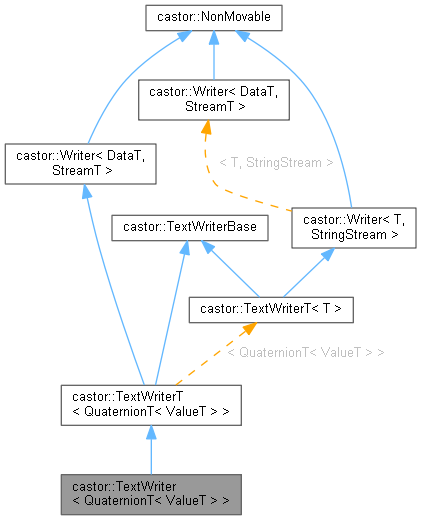 castor::NonMovable
castor::Writer< DataT,
StreamT >
castor::Writer< DataT,
StreamT >
< T, StringStream >
castor::Writer< T,
StringStream >
castor::TextWriterBase
castor::TextWriterT< T >
< QuaternionT< ValueT > >
castor::TextWriterT
< QuaternionT< ValueT > >
castor::TextWriter
< QuaternionT< ValueT > >